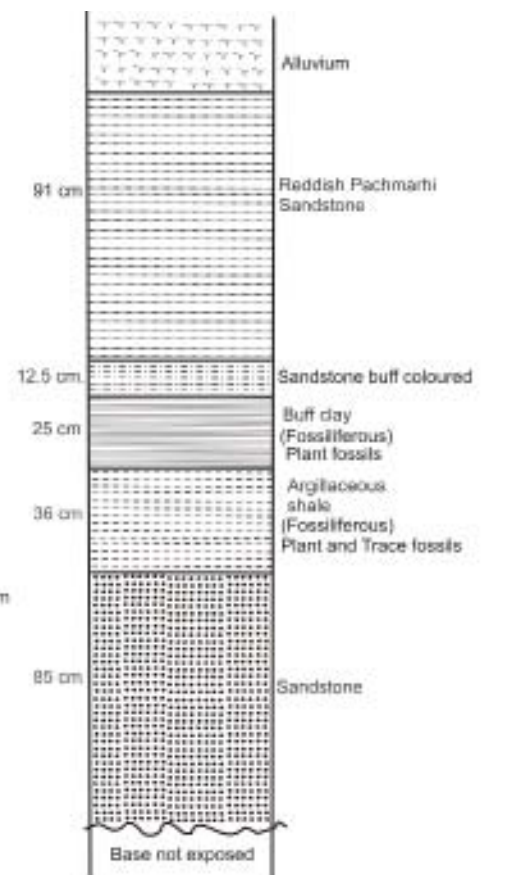 Alluvium
91 cm
Reddish Pachmarhi
Sandstone
12.5 cm.
Sandstone buff coloured
25 cm
Buff clay
(Fossiliferous)
Plant fossils
36 cm
Argillaceous
shale
(Fossiliferous)
Plant and Trace fossils
m
85 cm
Sandstone
Base not exposed